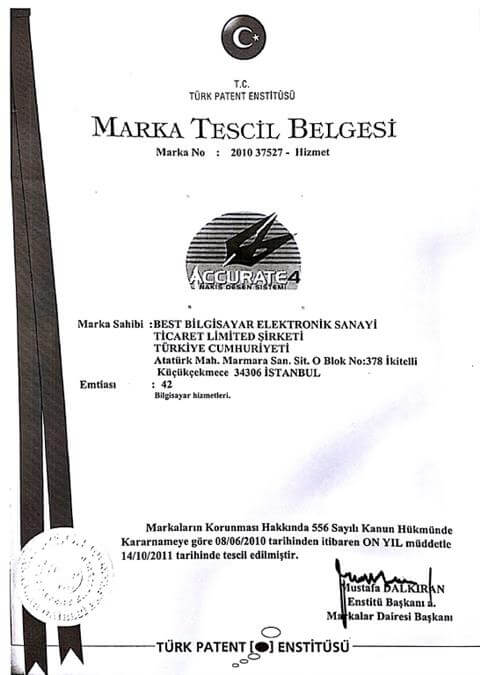 T.C.
TÜRK PATENT ENSTİTÜSÜ
MARKA TESCİL BELGESİ
Marka No : 2010 37527 - Hizmet
ACCURATE4
NAKIŞ DESEN SİSTEMİ
Marka Sahibi :BEST BİLGİSAYAR ELEKTRONİK SANAYİ
TİCARET LİMİTED ŞİRKETİ
TÜRKİYE CUMHURİYETİ
Atatürk Mah. Marmara San. Sit. O Blok No:378 İkitelli
Küçükçekmece 34306 İSTANBUL
Emtiası : 42
Bilgisayar hizmetleri.
Markaların Korunması Hakkında 556 Sayılı Kanun Hükmünde
Kararnameye göre 08/06/2010 tarihinden itibaren ON YIL müddetle
14/10/2011 tarihinde tescil edilmiştir.
Mustafa DALKIRAN
Enstitü Başkanı a.
Markalar Dairesi Başkanı
TÜRK PATENT ENSTİTÜSÜ